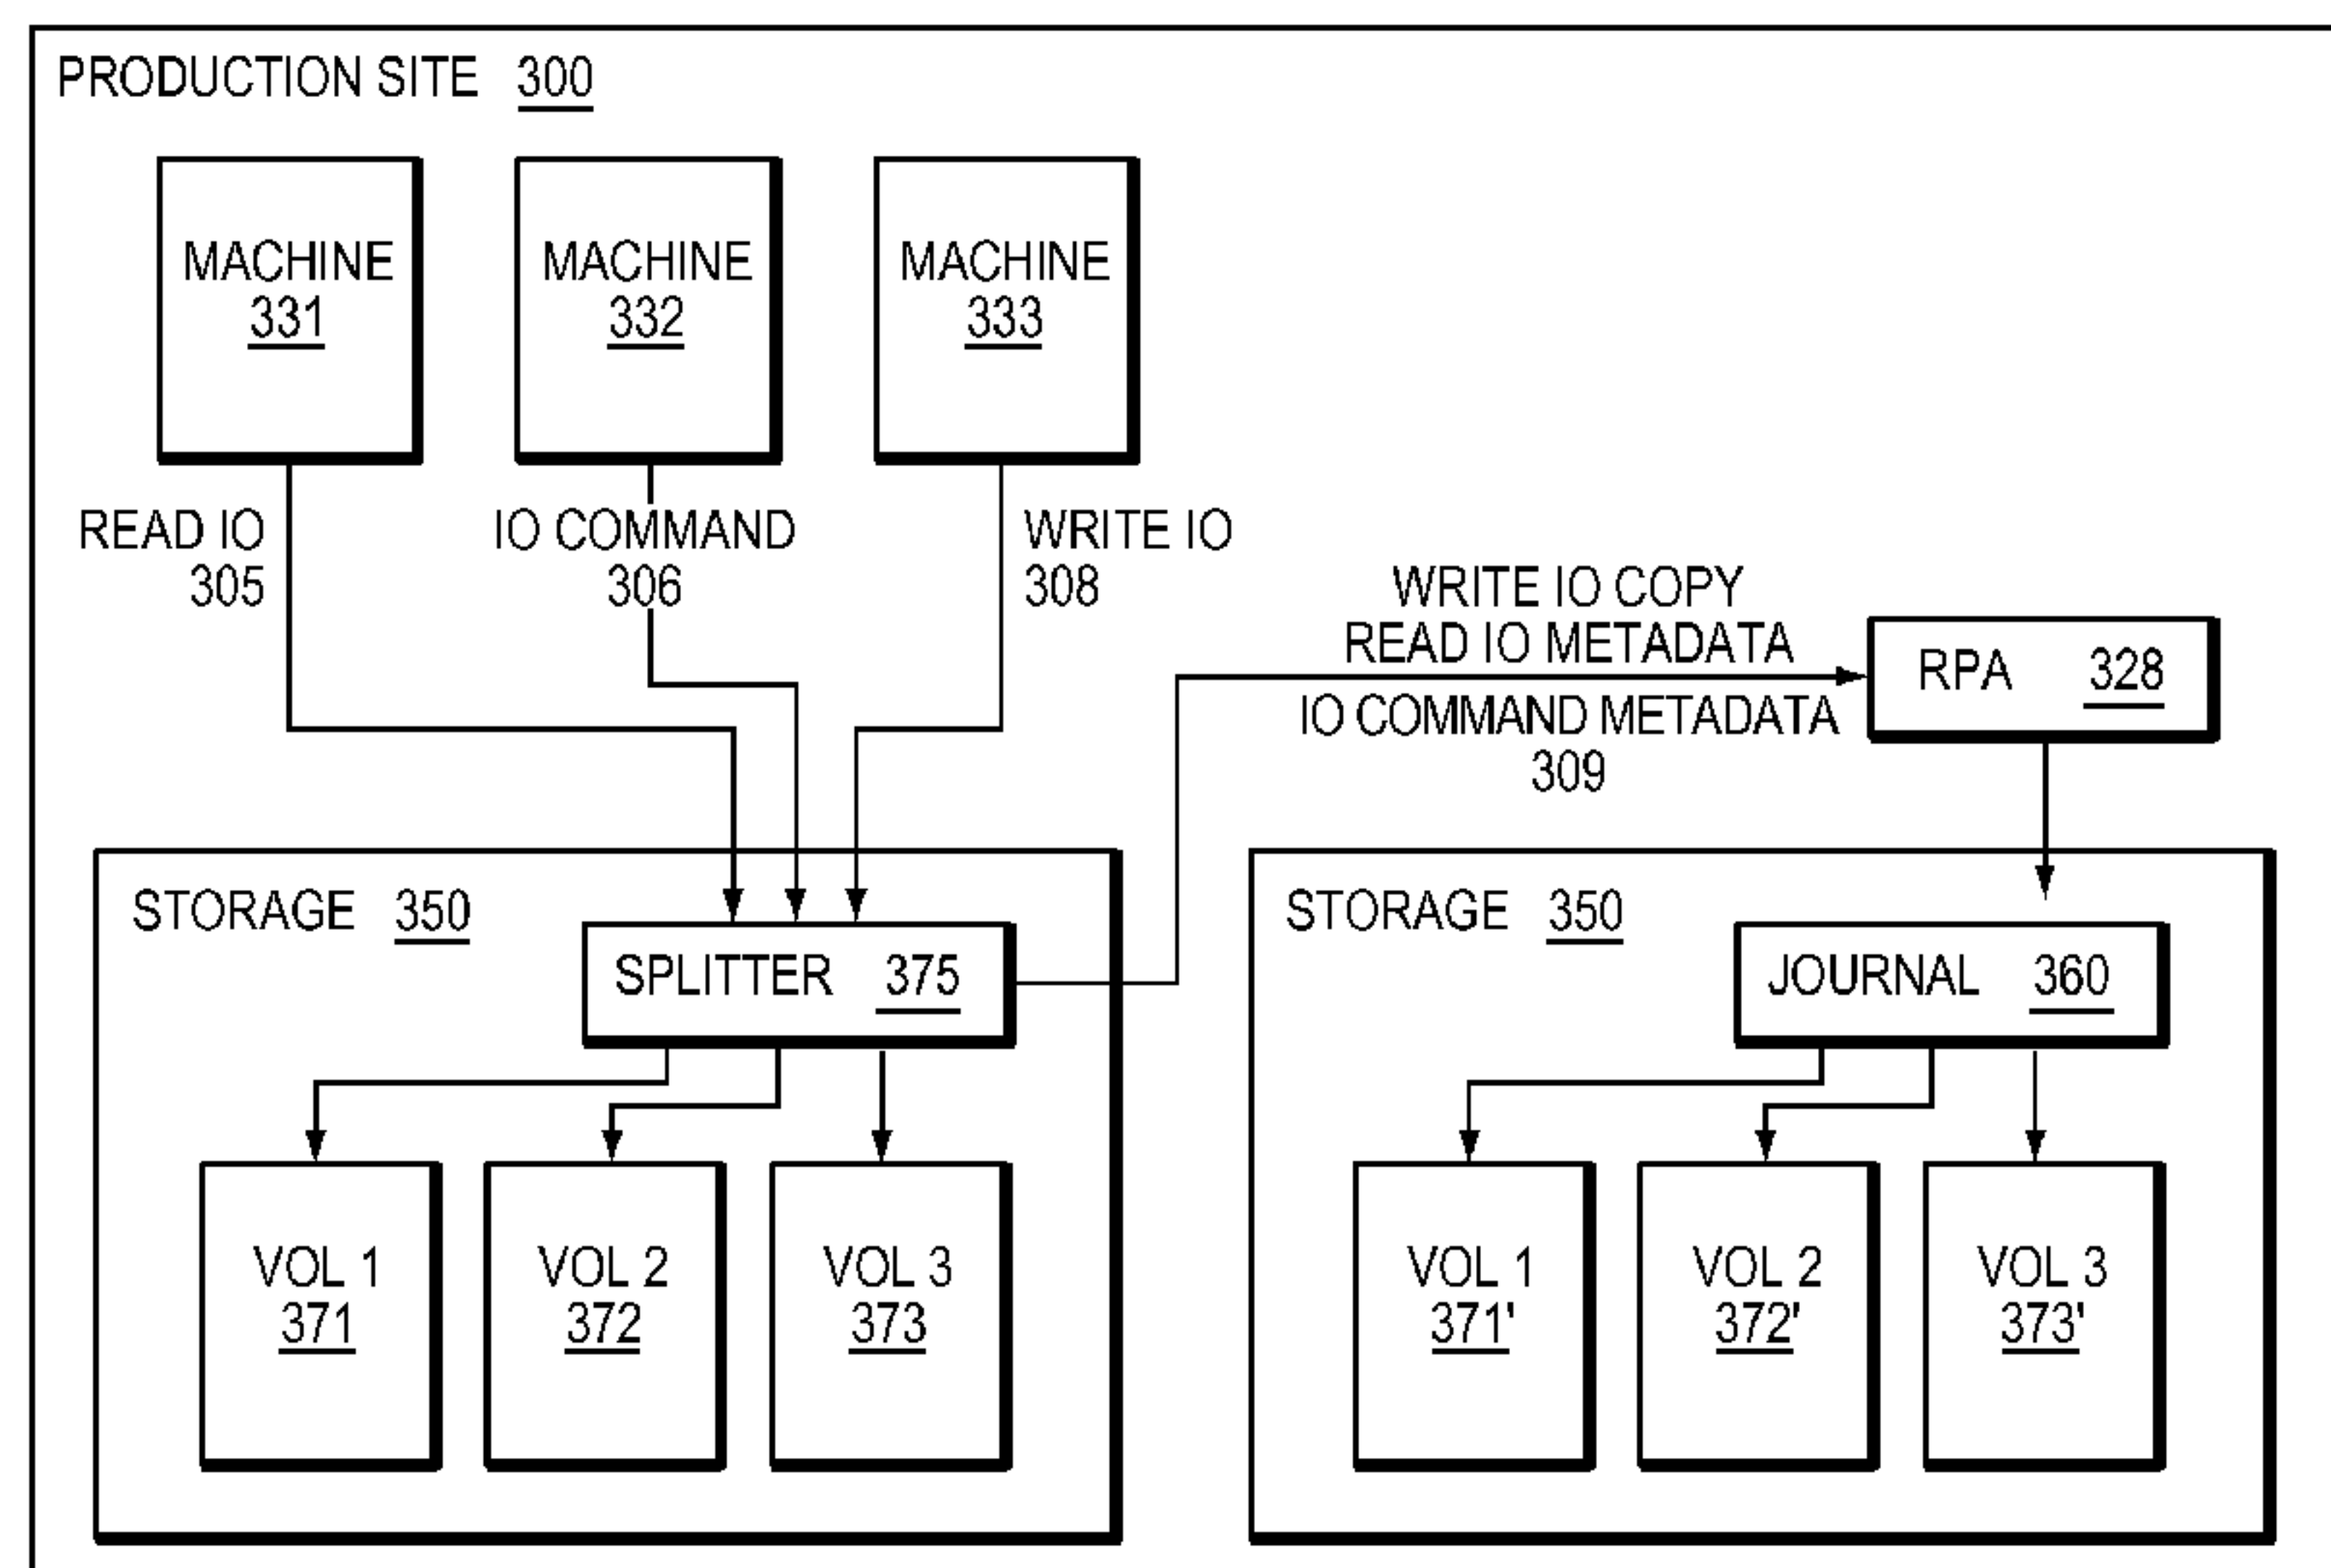 PRODUCTION SITE 300
MACHINE
331
MACHINE
332
MACHINE
333
READ IO
305
IO COMMAND
306
WRITE IO
308
WRITE IO COPY
READ IO METADATA
IO COMMAND METADATA
309
RPA 328
STORAGE 350
SPLITTER 375
VOL 1
371
VOL 2
372
VOL 3
373
STORAGE 350
JOURNAL 360
VOL 1
371'
VOL 2
372'
VOL 3
373'